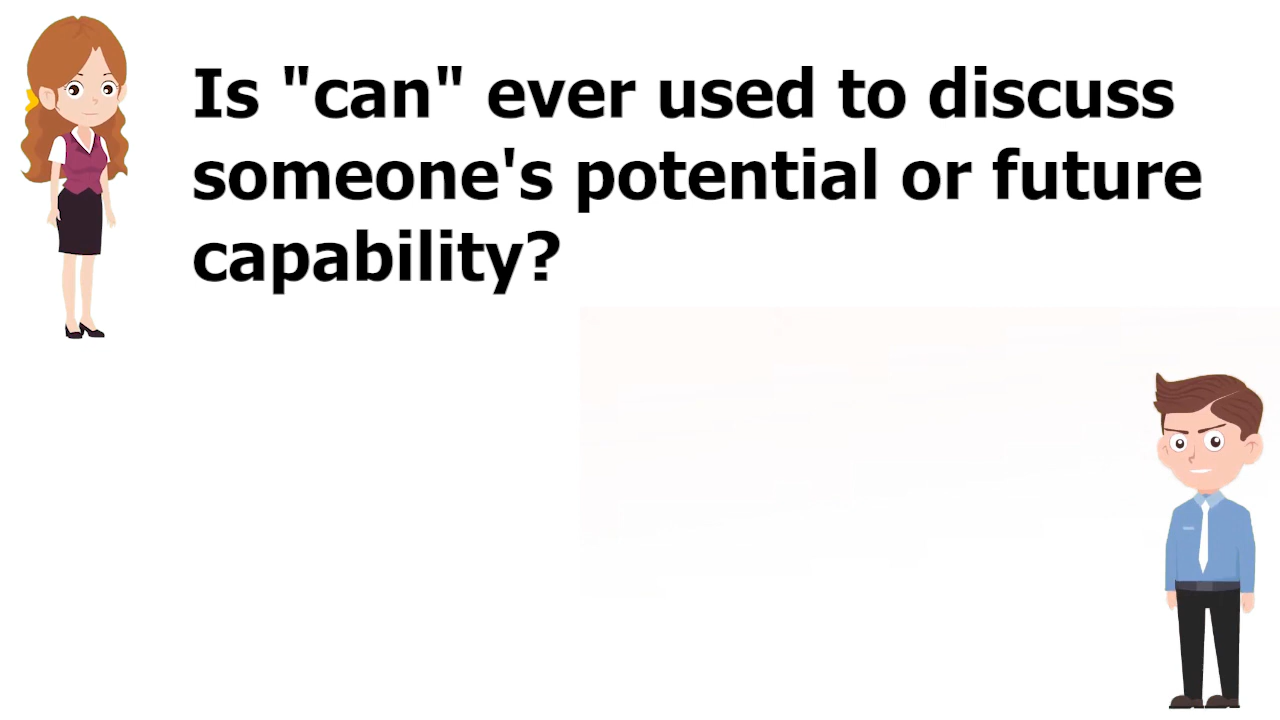 Is "can" ever used to discuss
someone's potential or future
capability?